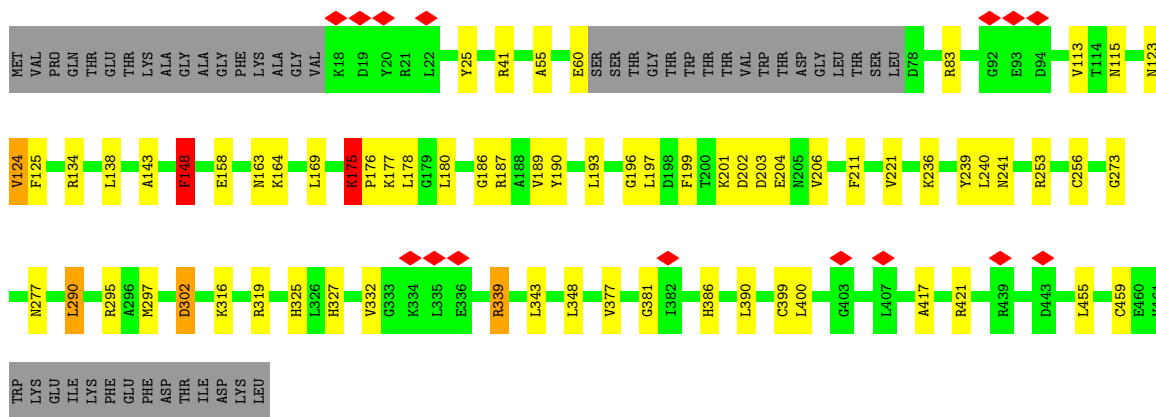 MET VAL PRO GLN THR GLU THR LYS ALA GLY ALA GLY PHE LYS ALA GLY VAL K18 D19 Y20 R21 L22 Y25 R41 A55 E60 SER SER THR GLY THR TRP THR THR VAL TRP THR ASP GLY LEU THR SER LEU D78 R83 G92 E93 D94 V113 T114 N115 N123
V124 F125 R134 L138 A143 F148 E158 N163 K164 L169 K175 P176 K177 L178 G179 L180 G186 R187 A188 V189 Y190 L193 G196 L197 D198 F199 T200 K201 D202 D203 E204 N205 V206 F211 V221 K236 Y239 L240 N241 R253 C256 G273
N277 L290 R295 A296 M297 D302 K316 R319 H325 L326 H327 V332 G333 K334 L335 E336 R339 L343 L348 V377 G381 I382 H386 L390 C399 L400 G403 L407 A417 R421 R439 D443 L455 C459 E460
TRP LYS GLU ILE LYS PHE GLU PHE ASP THR ILE ASP LYS LEU